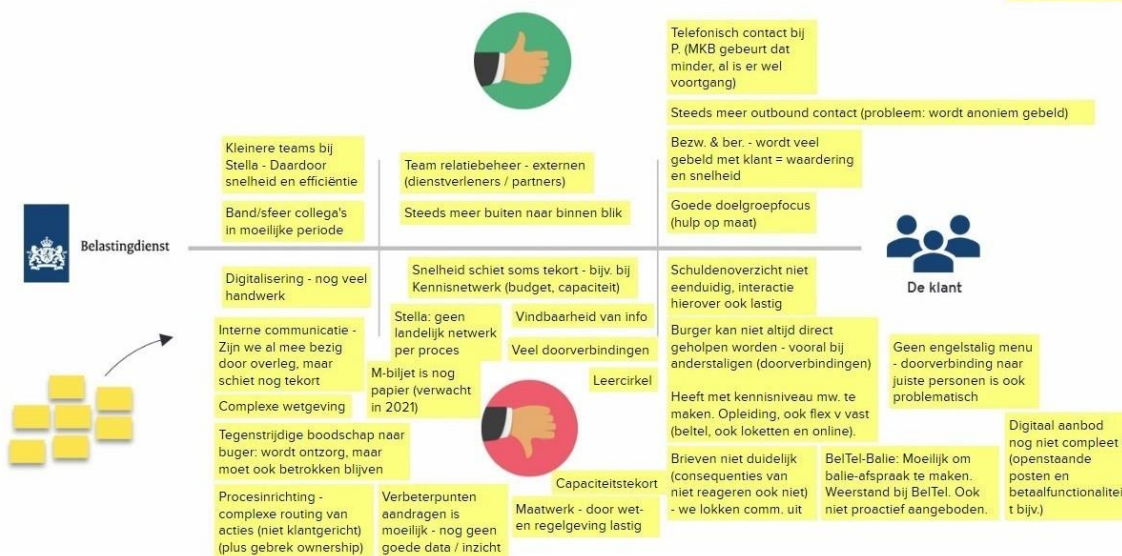 Telefonisch contact bij
P. (MKB gebeurt dat
minder, al is er wel
voortgang)
Steeds meer outbound contact (probleem: wordt anoniem gebeld)
Kleinere teams bij
Stella - Daardoor
snelheid en efficiëntie
Team relatiebeheer - externen
(dienstverleners / partners)
Bezw. & ber. - wordt veel
gebeld met klant = waardering
en snelheid
Band/sfeer collega's
in moeilijke periode
Steeds meer buiten naar binnen blik
Goede doelgroepfocus
(hulp op maat)
Belastingdienst
De klant
Digitalisering - nog veel
handwerk
Snelheid schiet soms tekort - bijv. bij
Kennisnetwerk (budget, capaciteit)
Schuldenoverzicht niet
eenduidig, interactie
hierover ook lastig
Interne communicatie -
Zijn we al mee bezig
door overleg, maar
schiet nog tekort
Stella: geen
landelijk netwerk
per proces
Vindbaarheid van info
Veel doorverbindingen
Burger kan niet altijd direct
geholpen worden - vooral bij
anderstaligen (doorverbindingen)
Heeft met kennisniveau mw. te
maken. Opleiding, ook flex v vast
(beltel, ook loketten en online).
Geen engelstalig menu
- doorverbinding naar
juiste personen is ook
problematisch
M-biljet is nog
papier (verwacht
in 2021)
Leercirkel
Complexe wetgeving
Tegenstrijdige boodschap naar
buger: wordt ontzorg, maar
moet ook betrokken blijven
Digitaal aanbod
nog niet compleet
(openstaande
posten en
betaalfunctionalitei
t bijv.)
Brieven niet duidelijk
(consequenties van
niet reageren ook niet)
- we lokken comm. uit
BelTel-Balie: Moeilijk om
balie-afspraak te maken.
Weerstand bij BelTel. Ook
niet proactief aangeboden.
Capaciteitstekort
Procesinrichting -
complexe routing van
acties (niet klantgericht)
(plus gebrek ownership)
Verbeterpunten
aandragen is
moeilijk - nog geen
goede data / inzicht
Maatwerk - door wet-
en regelgeving lastig